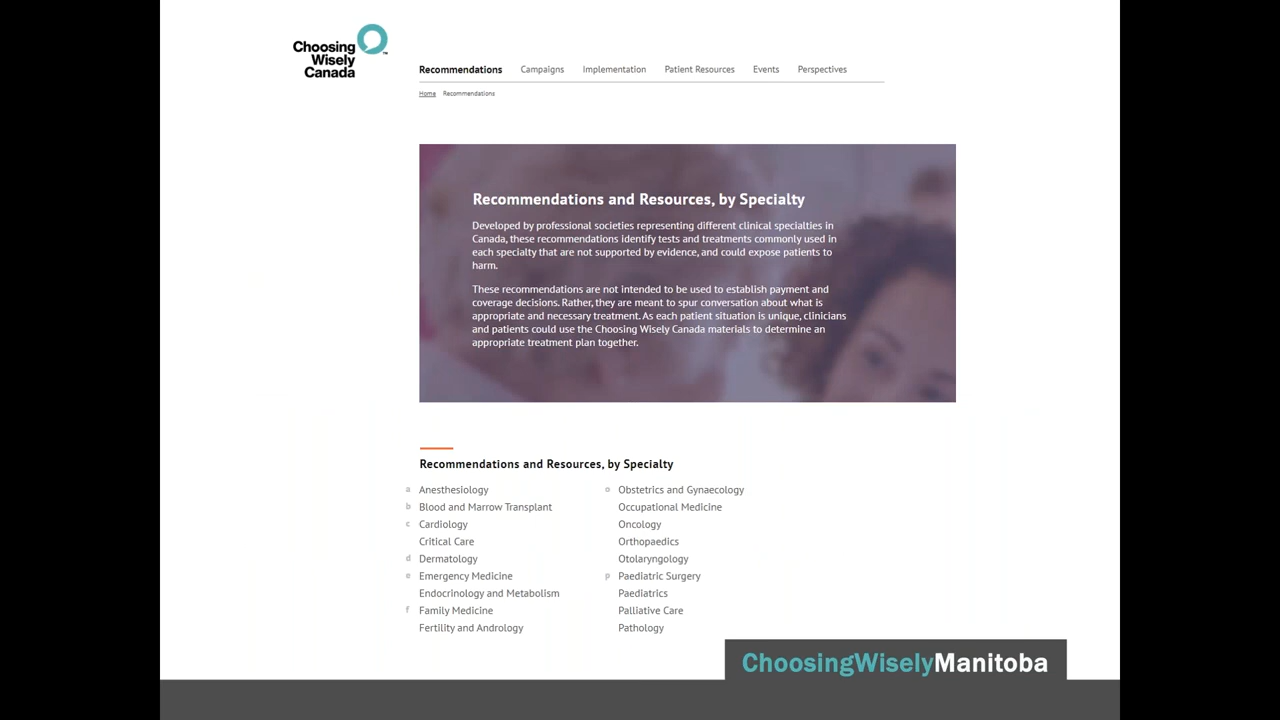 Choosing
Wisely
Canada
™
Recommendations Campaigns Implementation Patient Resources Events Perspectives
Home Recommendations
Recommendations and Resources, by Specialty
Developed by professional societies representing different clinical specialties in
Canada, these recommendations identify tests and treatments commonly used in
each specialty that are not supported by evidence, and could expose patients to
harm.
These recommendations are not intended to be used to establish payment and
coverage decisions. Rather, they are meant to spur conversation about what is
appropriate and necessary treatment. As each patient situation is unique, clinicians
and patients could use the Choosing Wisely Canada materials to determine an
appropriate treatment plan together.
Recommendations and Resources, by Specialty
a Anesthesiology
b Blood and Marrow Transplant
c Cardiology
Critical Care
d Dermatology
e Emergency Medicine
Endocrinology and Metabolism
f Family Medicine
Fertility and Andrology
o Obstetrics and Gynaecology
Occupational Medicine
Oncology
Orthopaedics
Otolaryngology
p Paediatric Surgery
Paediatrics
Palliative Care
Pathology
ChoosingWiselyManitoba